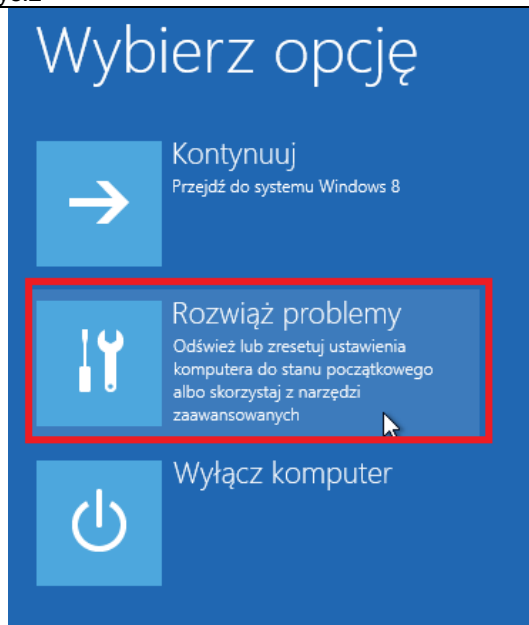 Wybierz opcję
Kontynuuj
Przejdź do systemu Windows 8
Rozwiąż problemy
Odśwież lub zresetuj ustawienia
komputera do stanu początkowego
albo skorzystaj z narzędzi
zaawansowanych
Wyłącz komputer